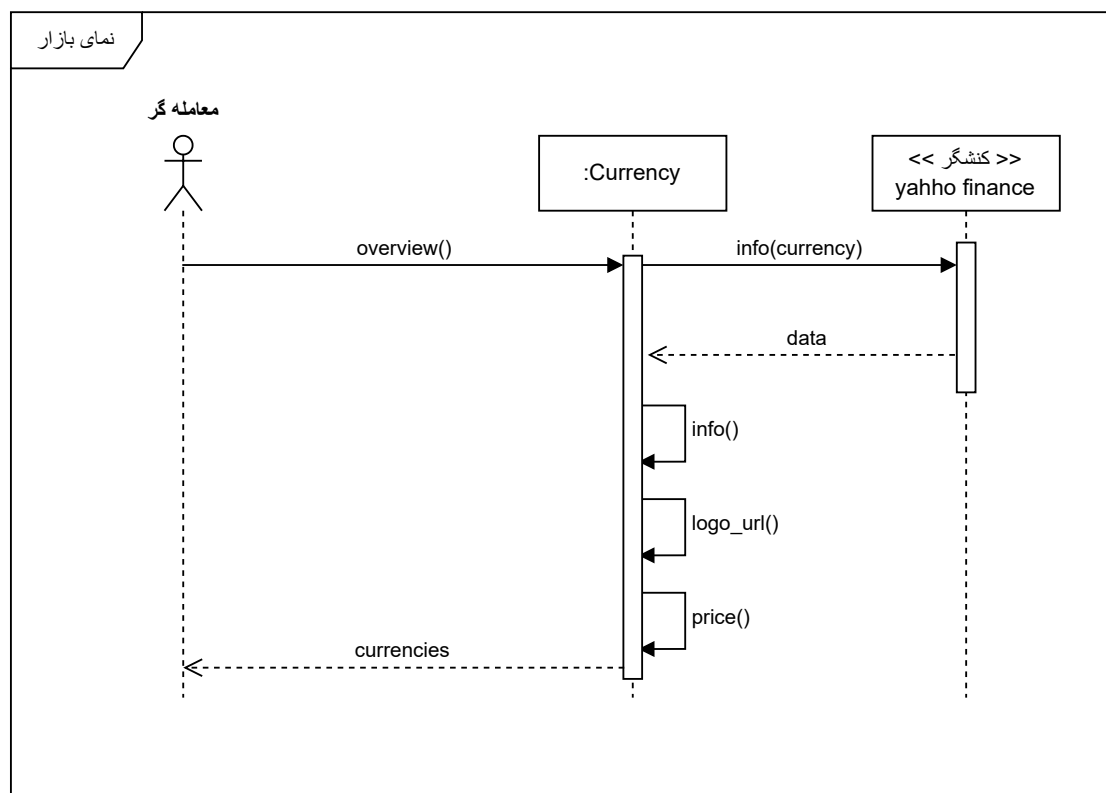 نمای بازار
معامله گر
:Currency
<< کنشگر >>
yahho finance
overview()
info(currency)
data
info()
logo_url()
price()
currencies